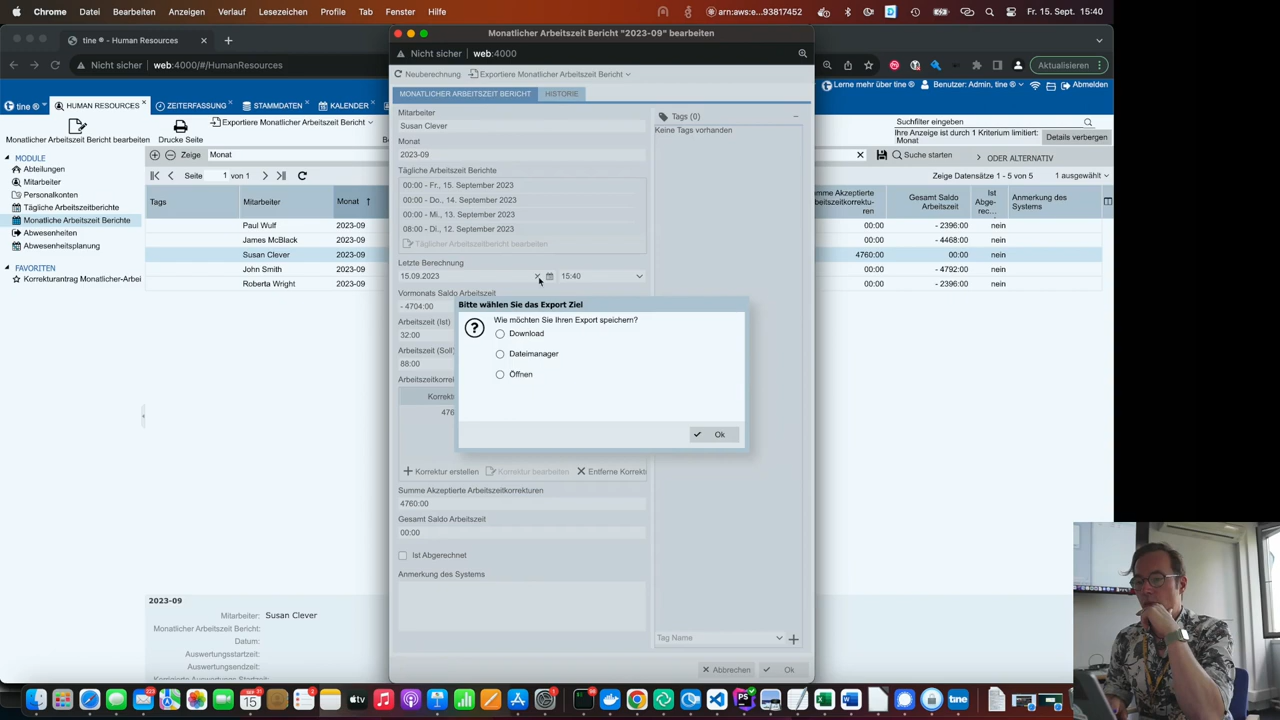 Chrome Datei Bearbeiten Anzeigen Verlauf Lesezeichen Profile Tab Fenster Hilfe
aws-e...93817452
Fr. 15. Sep. 15:40
tine ® - Human Resources
Monatlicher Arbeitszeit Bericht "2023-09" bearbeiten
Nicht sicher web:4000/#/HumanResources
Nicht sicher web:4000
Aktualisieren
tine ® HUMAN RESOURCES ZEITERFASSUNG STAMMDATEN KALENDER
Lerne mehr über tine ® Benutzer: Admin, tine ® Abmelden
Neuberechnung Exportiere Monatlicher Arbeitszeit Bericht
MONATLICHER ARBEITSZEIT BERICHT HISTORIE
Monatlicher Arbeitszeit Bericht bearbeiten
Drucke Seite
Exportiere Monatlicher Arbeitszeit Bericht
Suchfilter eingeben
Ihre Anzeige ist durch 1 Kriterium limitiert:
Monat
Details verbergen
MODULE
Abteilungen
Mitarbeiter
Personalkonten
Tägliche Arbeitszeitberichte
Monatliche Arbeitszeit Berichte
Abwesenheiten
Abwesenheitsplanung
FAVORITEN
Korrekturantrag Monatlicher-Arbei
Zeige Monat
Suche starten ODER ALTERNATIV
Seite 1 von 1
Zeige Datensätze 1 - 5 von 5 1 ausgewählt
Tags Mitarbeiter Monat
Paul Wulf 2023-09
James McBlack 2023-09
Susan Clever 2023-09
John Smith 2023-09
Roberta Wright 2023-09
Gesamt Saldo Arbeitszeit
Ist Abge-rec...
Anmerkung des Systems
00:00 - 2396:00 nein
00:00 - 4468:00 nein
4760:00 00:00 nein
00:00 - 4792:00 nein
00:00 - 2396:00 nein
Mitarbeiter
Susan Clever
Monat
2023-09
Tägliche Arbeitszeit Berichte
00:00 - Fr., 15. September 2023
00:00 - Do., 14. September 2023
00:00 - Mi., 13. September 2023
08:00 - Di., 12. September 2023
Täglicher Arbeitszeitbericht bearbeiten
Letzte Berechnung
15.09.2023 15:40
Vormonats Saldo Arbeitszeit
- 4704:00
Arbeitszeit (Ist)
32:00
Arbeitszeit (Soll)
88:00
Tags (0)
Keine Tags vorhanden
Bitte wählen Sie das Export Ziel
Wie möchten Sie Ihren Export speichern?
Download
Dateimanager
Öffnen
Ok
Korrektur erstellen Korrektur bearbeiten Entferne Korrekt
Summe Akzeptierte Arbeitszeitkorrekturen
4760:00
Gesamt Saldo Arbeitszeit
00:00
Ist Abgerechnet
Anmerkung des Systems
Tag Name
Abbrechen Ok
2023-09
Mitarbeiter: Susan Clever
Monatlicher Arbeitszeit Bericht:
Datum:
Auswertungsstartzeit:
Auswertungsendzeit: